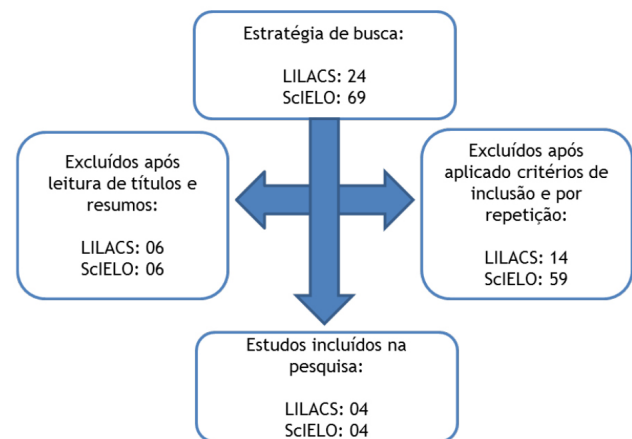 Estratégia de busca:
LILACS: 24
ScIELO: 69
Excluídos após
leitura de títulos e
resumos:
LILACS: 06
ScIELO: 06
Excluídos após
aplicado critérios de
inclusão e por
repetição:
LILACS: 14
ScIELO: 59
Estudos incluídos na
pesquisa:
LILACS: 04
ScIELO: 04